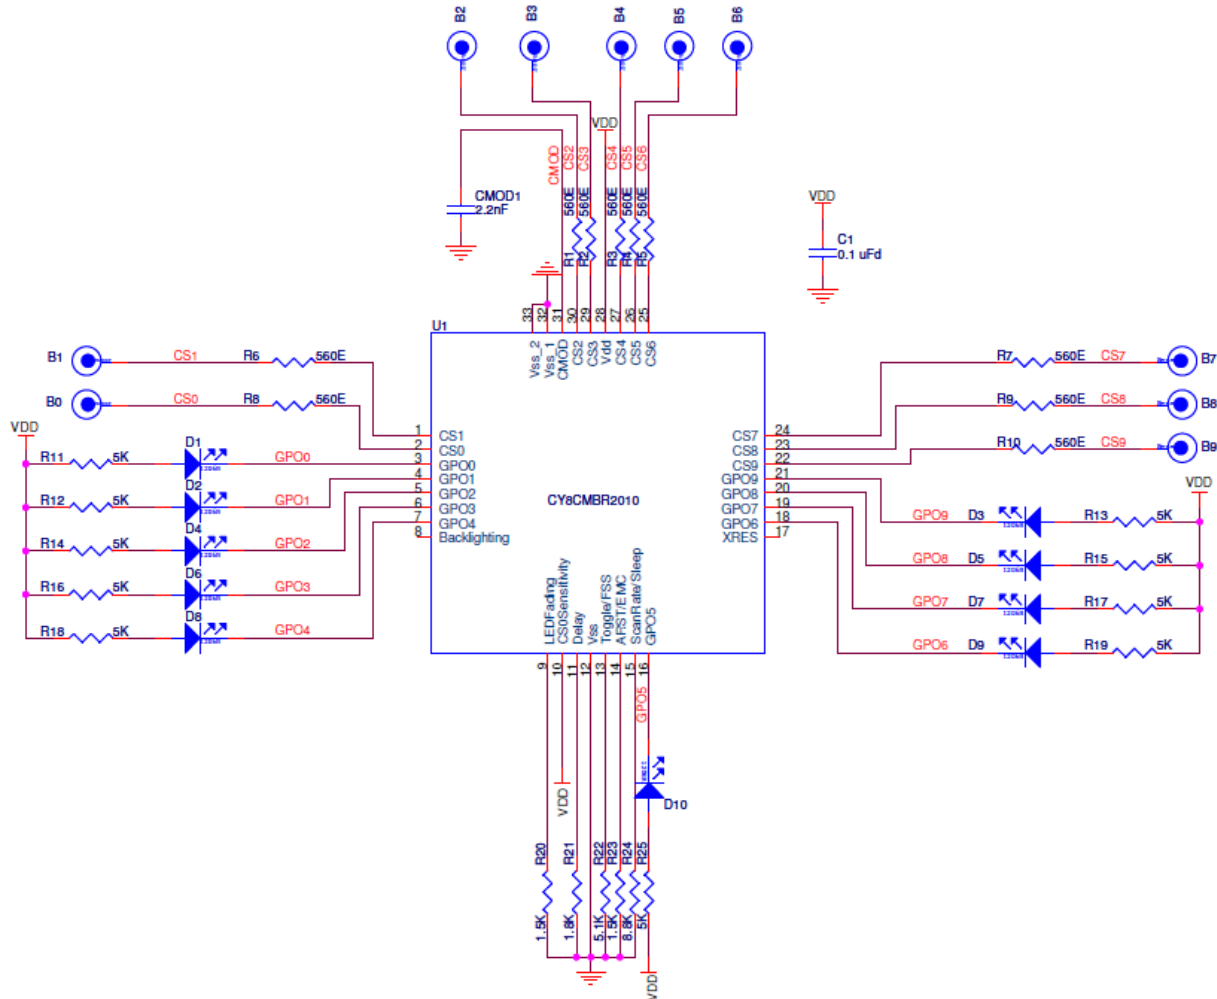 B2
B3
B4
B5
B6
VDD
CMOD
CS2
CS3
CS4
CS5
CS6
560E
560E
560E
560E
560E
CMOD1
2.2nF
VDD
C1
0.1 uFd
R1
R2
R3
R4
R5
33
32
31
30
29
28
27
26
25
U1
Vss_2
Vss_1
CMOD
CS2
CS3
Vdd
CS4
CS5
CS6
B1
CS1
R6
560E
R7
560E
CS7
B7
B0
CS0
R8
560E
R9
560E
CS8
B8
VDD
R10
560E
CS9
B9
1
CS1
CS7
24
2
CS0
CS8
23
3
GPO0
CS9
22
4
GPO1
GPO9
21
5
GPO2
GPO8
20
6
GPO3
GPO7
19
7
GPO4
GPO6
18
8
Backlighting
XRES
17
CY8CMBR2010
R11
5K
D1
GPO0
R12
5K
D2
GPO1
R14
5K
D4
GPO2
R16
5K
D6
GPO3
R18
5K
D8
GPO4
VDD
GPO9
D3
R13
5K
GPO8
D5
R15
5K
GPO7
D7
R17
5K
GPO6
D9
R19
5K
LEDFading
CS0Sensitivity
Delay
Vss
Toggle/FSS
ARST/EMC
ScanRate/Sleep
GPO5
9
10
11
12
13
14
15
16
GPO5
VDD
D10
R20
R21
R22
R23
R24
R25
1.5K
1.8K
5.1K
1.5K
8.8K
5K
VDD